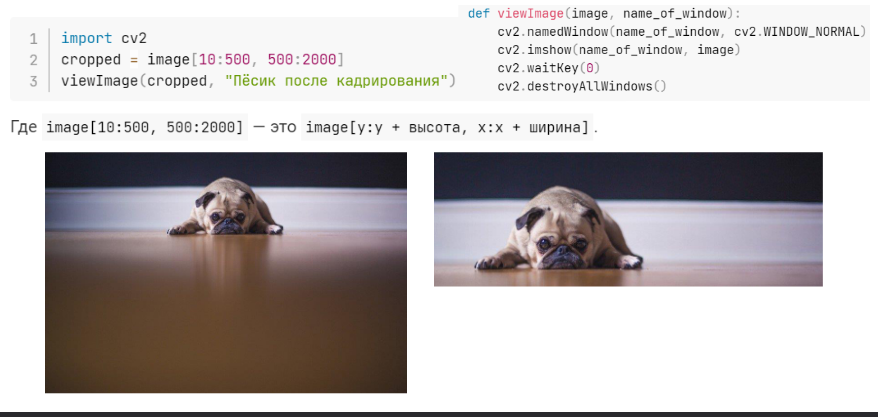 1 import cv2
2 cropped = image[10:500, 500:2000]
3 viewImage(cropped, "Пёсик после кадрирования")
def viewImage(image, name_of_window):
cv2.namedWindow(name_of_window, cv2.WINDOW_NORMAL)
cv2.imshow(name_of_window, image)
cv2.waitKey(0)
cv2.destroyAllWindows()
Где image[10:500, 500:2000] — это image[y:y + высота, x:x + ширина].